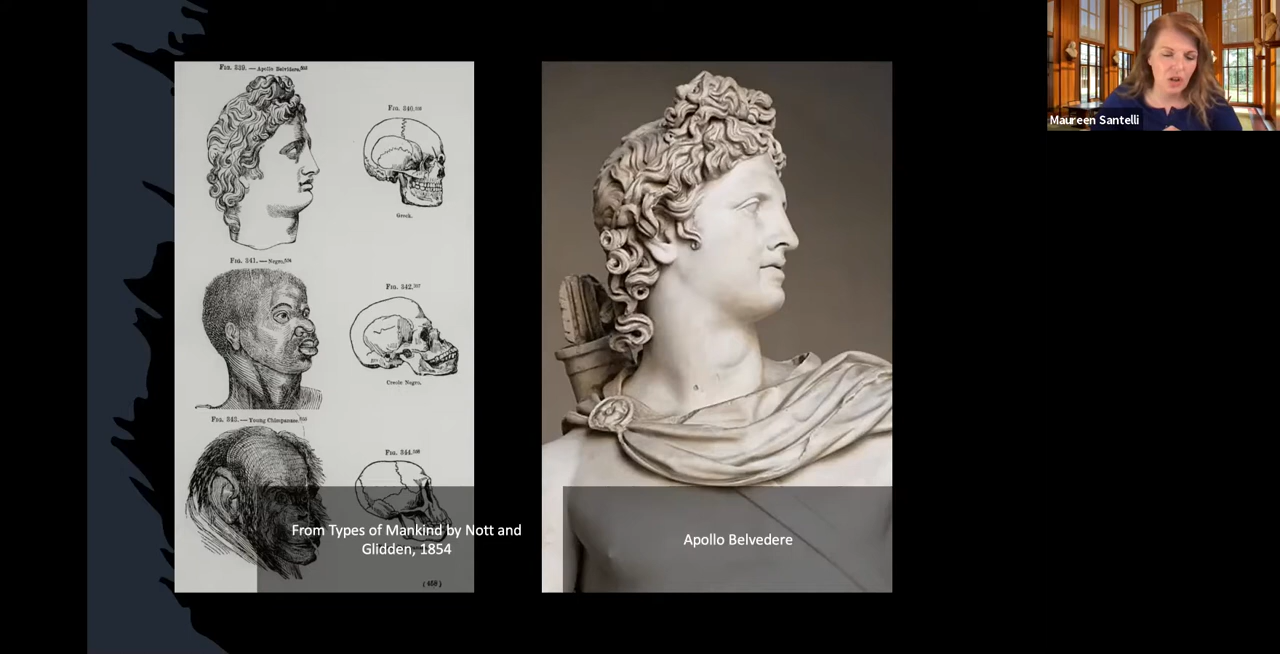 FIG. 339. — Apollo Belvidere.
FIG. 340.
Greek.
FIG. 341. — Negro.
FIG. 342.
Creole Negro.
FIG. 343. — Young Chimpanzee.
FIG. 344.
(458)
From Types of Mankind by Nott and
Glidden, 1854
Apollo Belvedere
Maureen Santelli